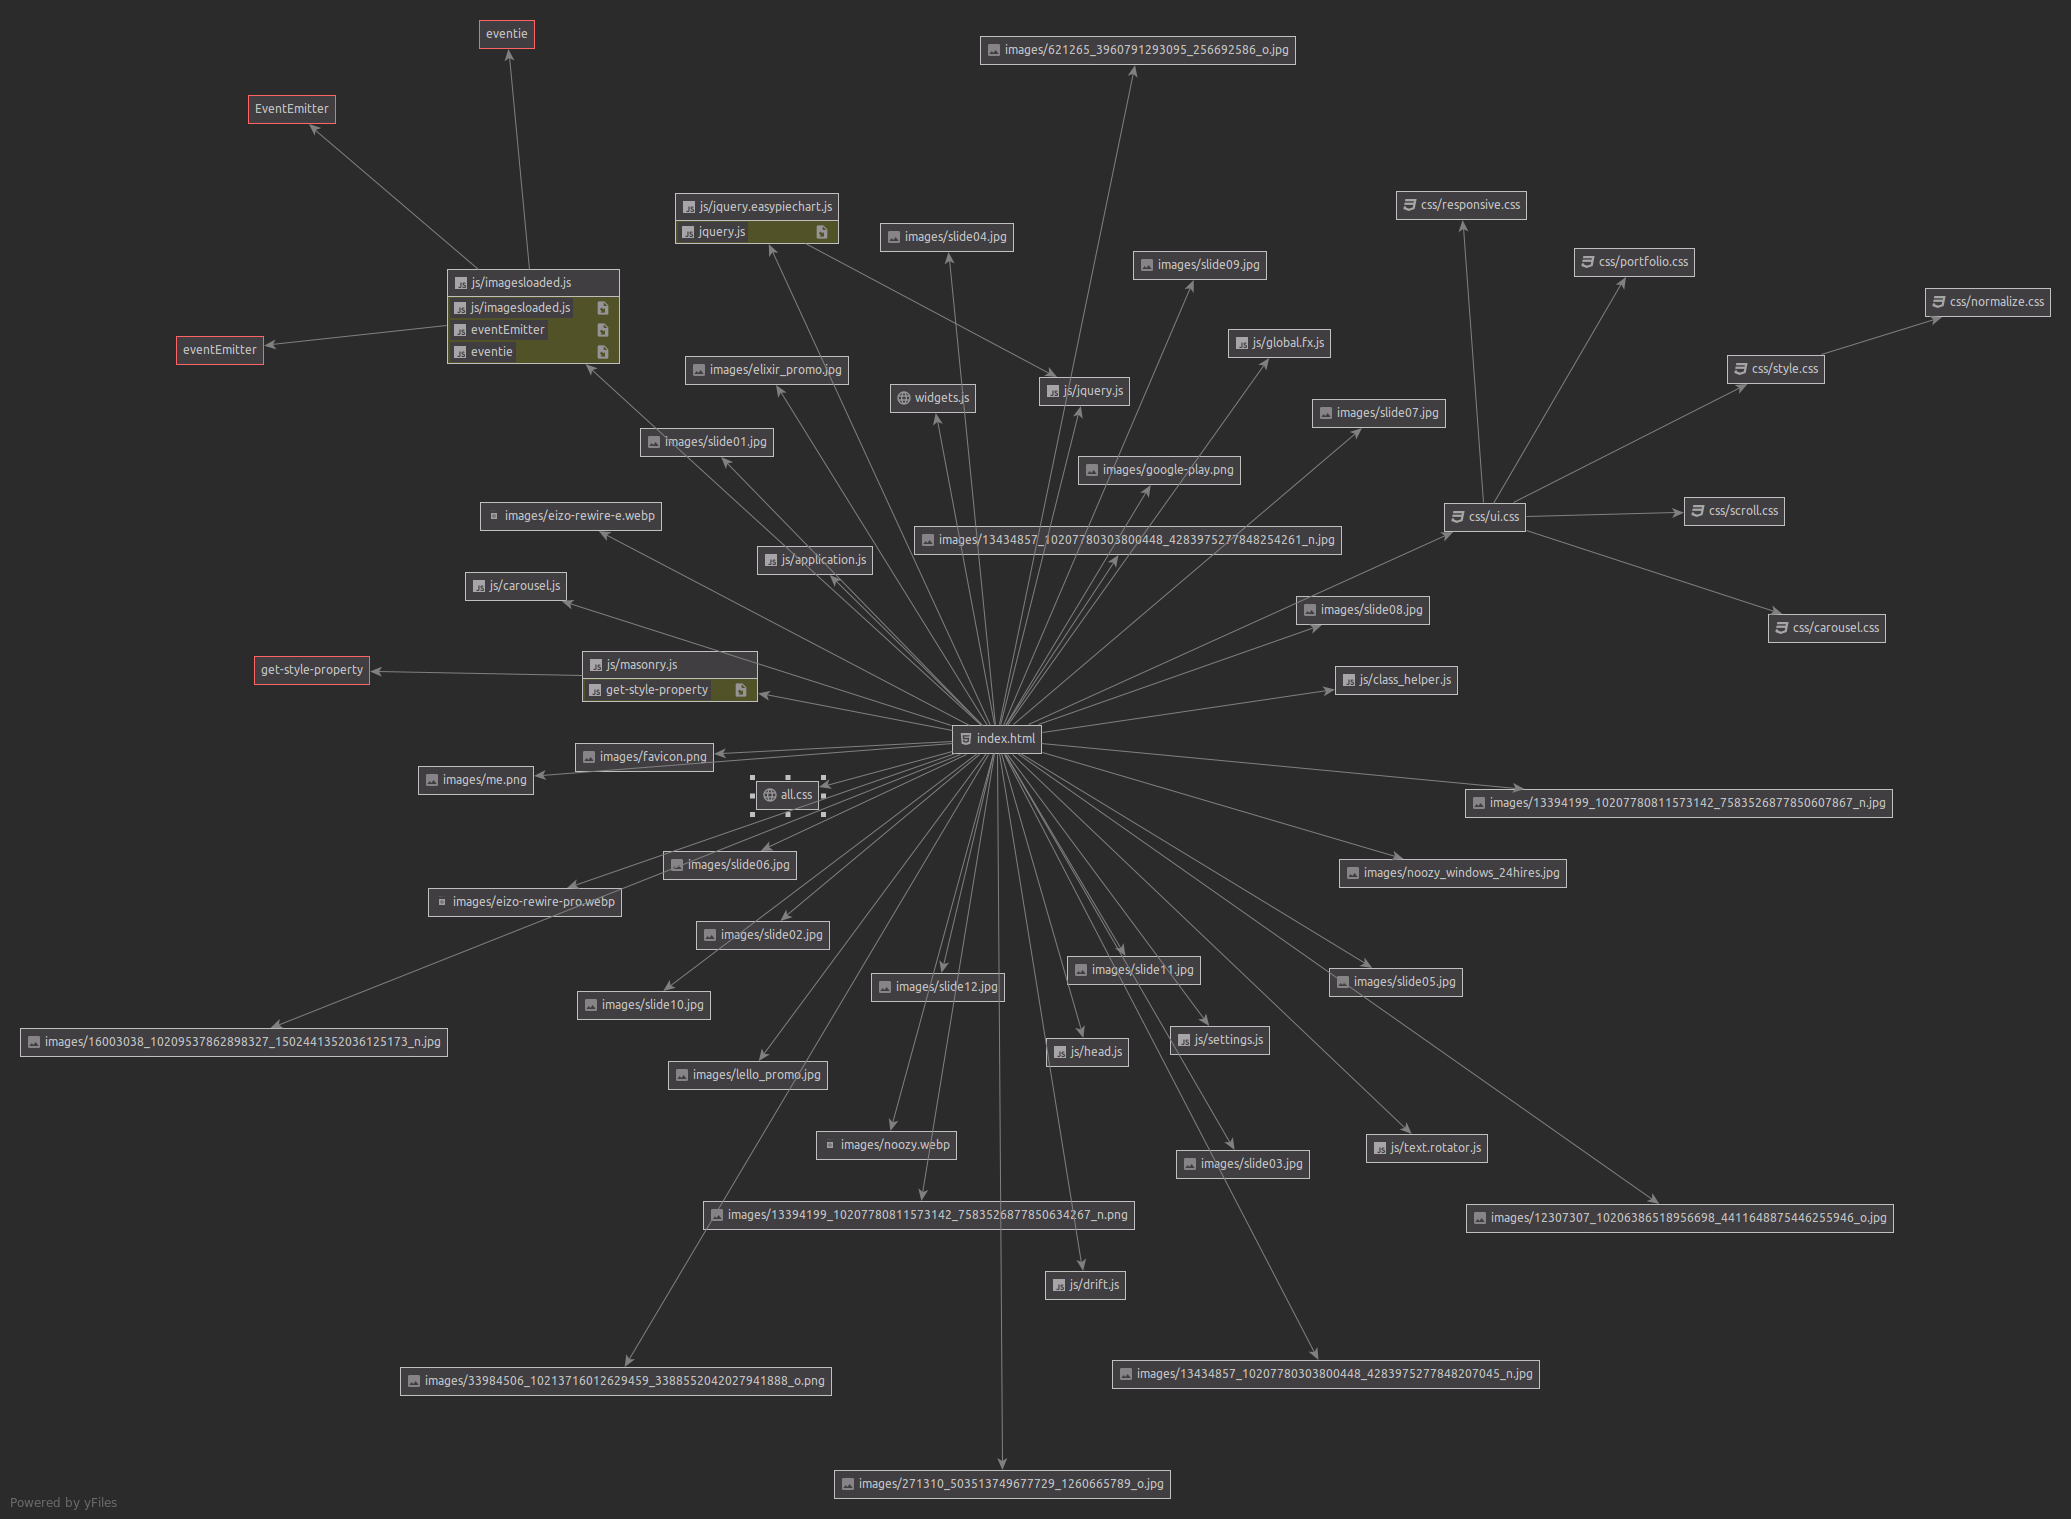 eventie
images/621265_3960791293095_256692586_o.jpg
EventEmitter
js/jquery.easypiechart.js
jquery.js
css/responsive.css
images/slide04.jpg
images/slide09.jpg
css/portfolio.css
js/imagesloaded.js
js/imagesloaded.js
eventEmitter
eventie
css/normalize.css
eventEmitter
js/global.fx.js
images/elixir_promo.jpg
css/style.css
widgets.js
js/jquery.js
images/slide07.jpg
images/slide01.jpg
images/google-play.png
images/eizo-rewire-e.webp
css/ui.css
css/scroll.css
images/13434857_10207780303800448_4283975277848254261_n.jpg
js/application.js
js/carousel.js
images/slide08.jpg
css/carousel.css
get-style-property
js/masonry.js
get-style-property
js/class_helper.js
index.html
images/favicon.png
images/me.png
all.css
images/13394199_10207780811573142_7583526877850607867_n.jpg
images/slide06.jpg
images/noozy_windows_24hires.jpg
images/eizo-rewire-pro.webp
images/slide02.jpg
images/slide11.jpg
images/slide05.jpg
images/slide12.jpg
images/slide10.jpg
images/16003038_10209537862898327_1502441352036125173_n.jpg
js/settings.js
js/head.js
images/lello_promo.jpg
images/noozy.webp
js/text.rotator.js
images/slide03.jpg
images/13394199_10207780811573142_7583526877850634267_n.png
images/12307307_10206386518956698_4411648875446255946_o.jpg
js/drift.js
images/33984506_10213716012629459_3388552042027941888_o.png
images/13434857_10207780303800448_4283975277848207045_n.jpg
images/271310_503513749677729_1260665789_o.jpg
Powered by yFiles